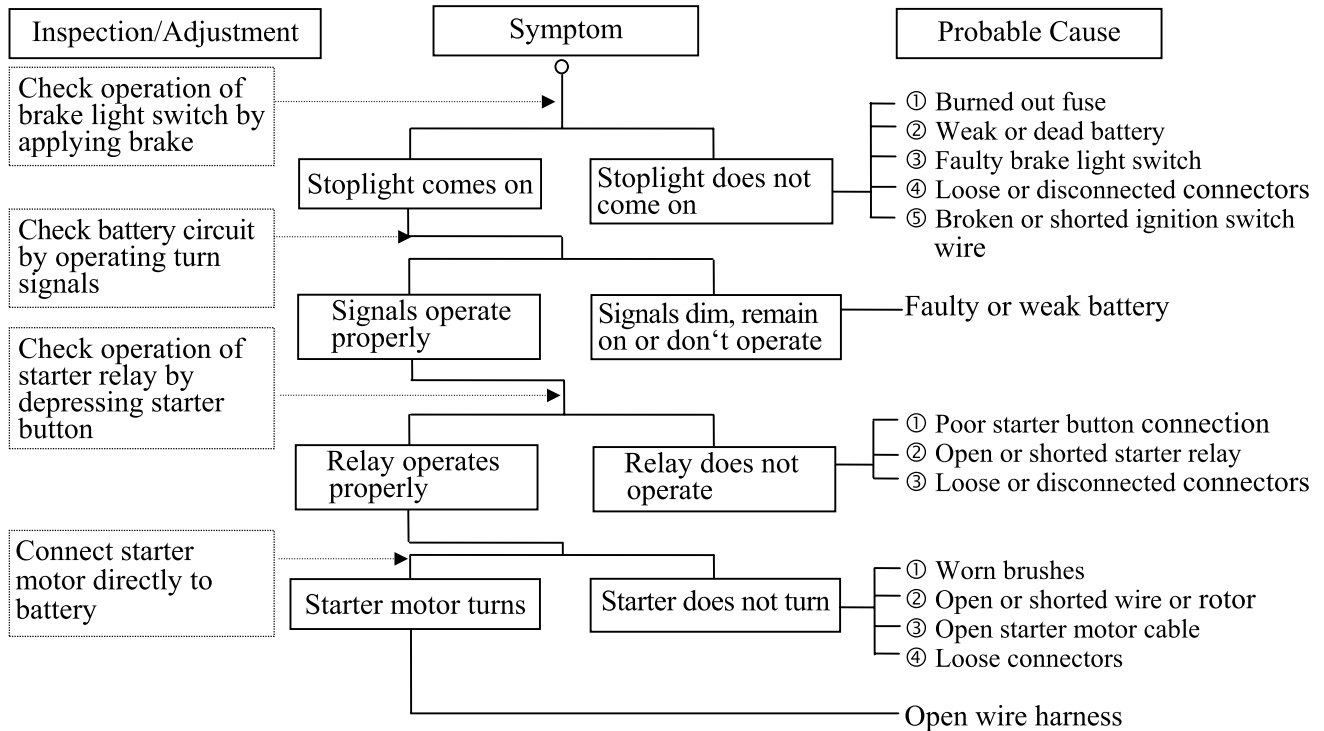 Inspection/Adjustment
Symptom
Probable Cause
Check operation of
brake light switch by
applying brake
① Burned out fuse
② Weak or dead battery
③ Faulty brake light switch
④ Loose or disconnected connectors
⑤ Broken or shorted ignition switch
wire
Stoplight comes on
Stoplight does not
come on
Check battery circuit
by operating turn
signals
Signals operate
properly
Signals dim, remain
on or don‘t operate
Faulty or weak battery
Check operation of
starter relay by
depressing starter
button
Relay operates
properly
Relay does not
operate
① Poor starter button connection
② Open or shorted starter relay
③ Loose or disconnected connectors
Connect starter
motor directly to
battery
Starter motor turns
Starter does not turn
① Worn brushes
② Open or shorted wire or rotor
③ Open starter motor cable
④ Loose connectors
Open wire harness